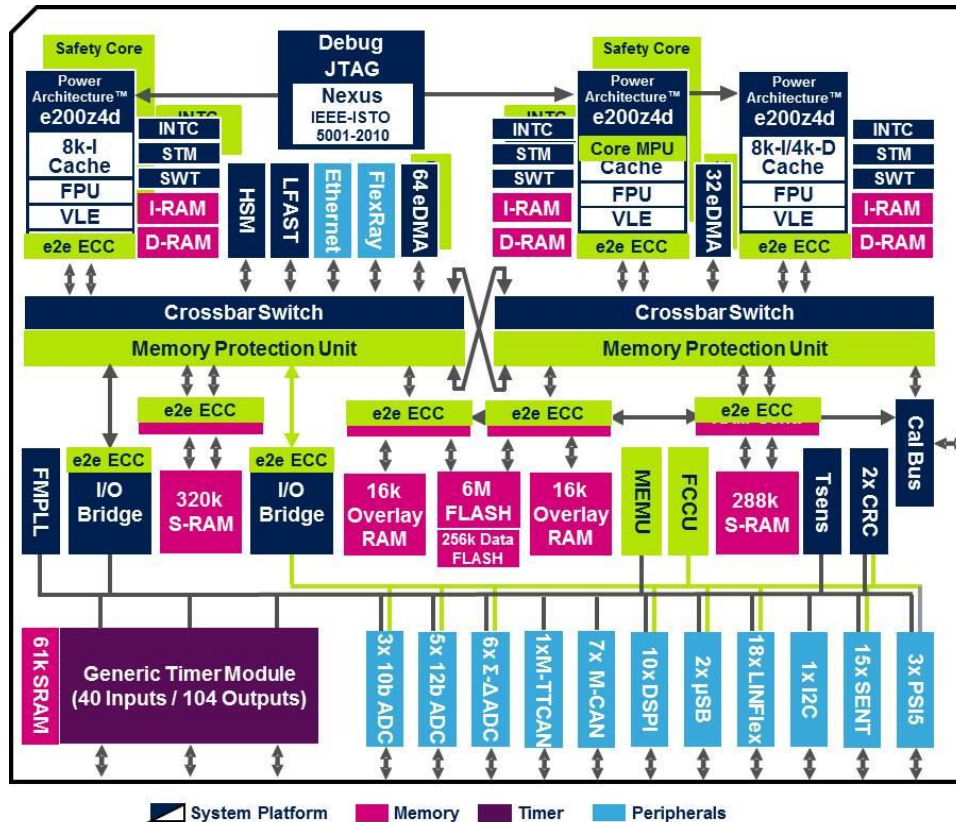 Safety Core
Power
Architecture™
e200z4d
8k-I
Cache
FPU
VLE
e2e ECC
INTC
INTC
STM
SWT
I-RAM
D-RAM
Debug
JTAG
Nexus
IEEE-ISTO
5001-2010
HSM
LFAST
Ethernet
FlexRay
64 eDMA
Safety Core
Power
Architecture™
e200z4d
Core MPU
Cache
FPU
VLE
e2e ECC
INTC
INTC
STM
SWT
I-RAM
D-RAM
32 eDMA
Power
Architecture™
e200z4d
8k-I/4k-D
Cache
FPU
VLE
e2e ECC
INTC
STM
SWT
I-RAM
D-RAM
Crossbar Switch
Memory Protection Unit
Crossbar Switch
Memory Protection Unit
e2e ECC
e2e ECC
e2e ECC
e2e ECC
Cal Bus
FMPLL
e2e ECC
I/O
Bridge
320k
S-RAM
e2e ECC
I/O
Bridge
16k
Overlay
RAM
6M
FLASH
256k Data
FLASH
16k
Overlay
RAM
MEMU
FCCU
288k
S-RAM
Tsens
2x CRC
61k SRAM
Generic Timer Module
(40 Inputs / 104 Outputs)
3x 10b ADC
5x 12b ADC
6x Σ-ΔADC
1xM-TTCAN
7x M-CAN
10x DSPI
2x µSB
18x LINFlex
1x I2C
15x SENT
3x PSI5
System Platform
Memory
Timer
Peripherals